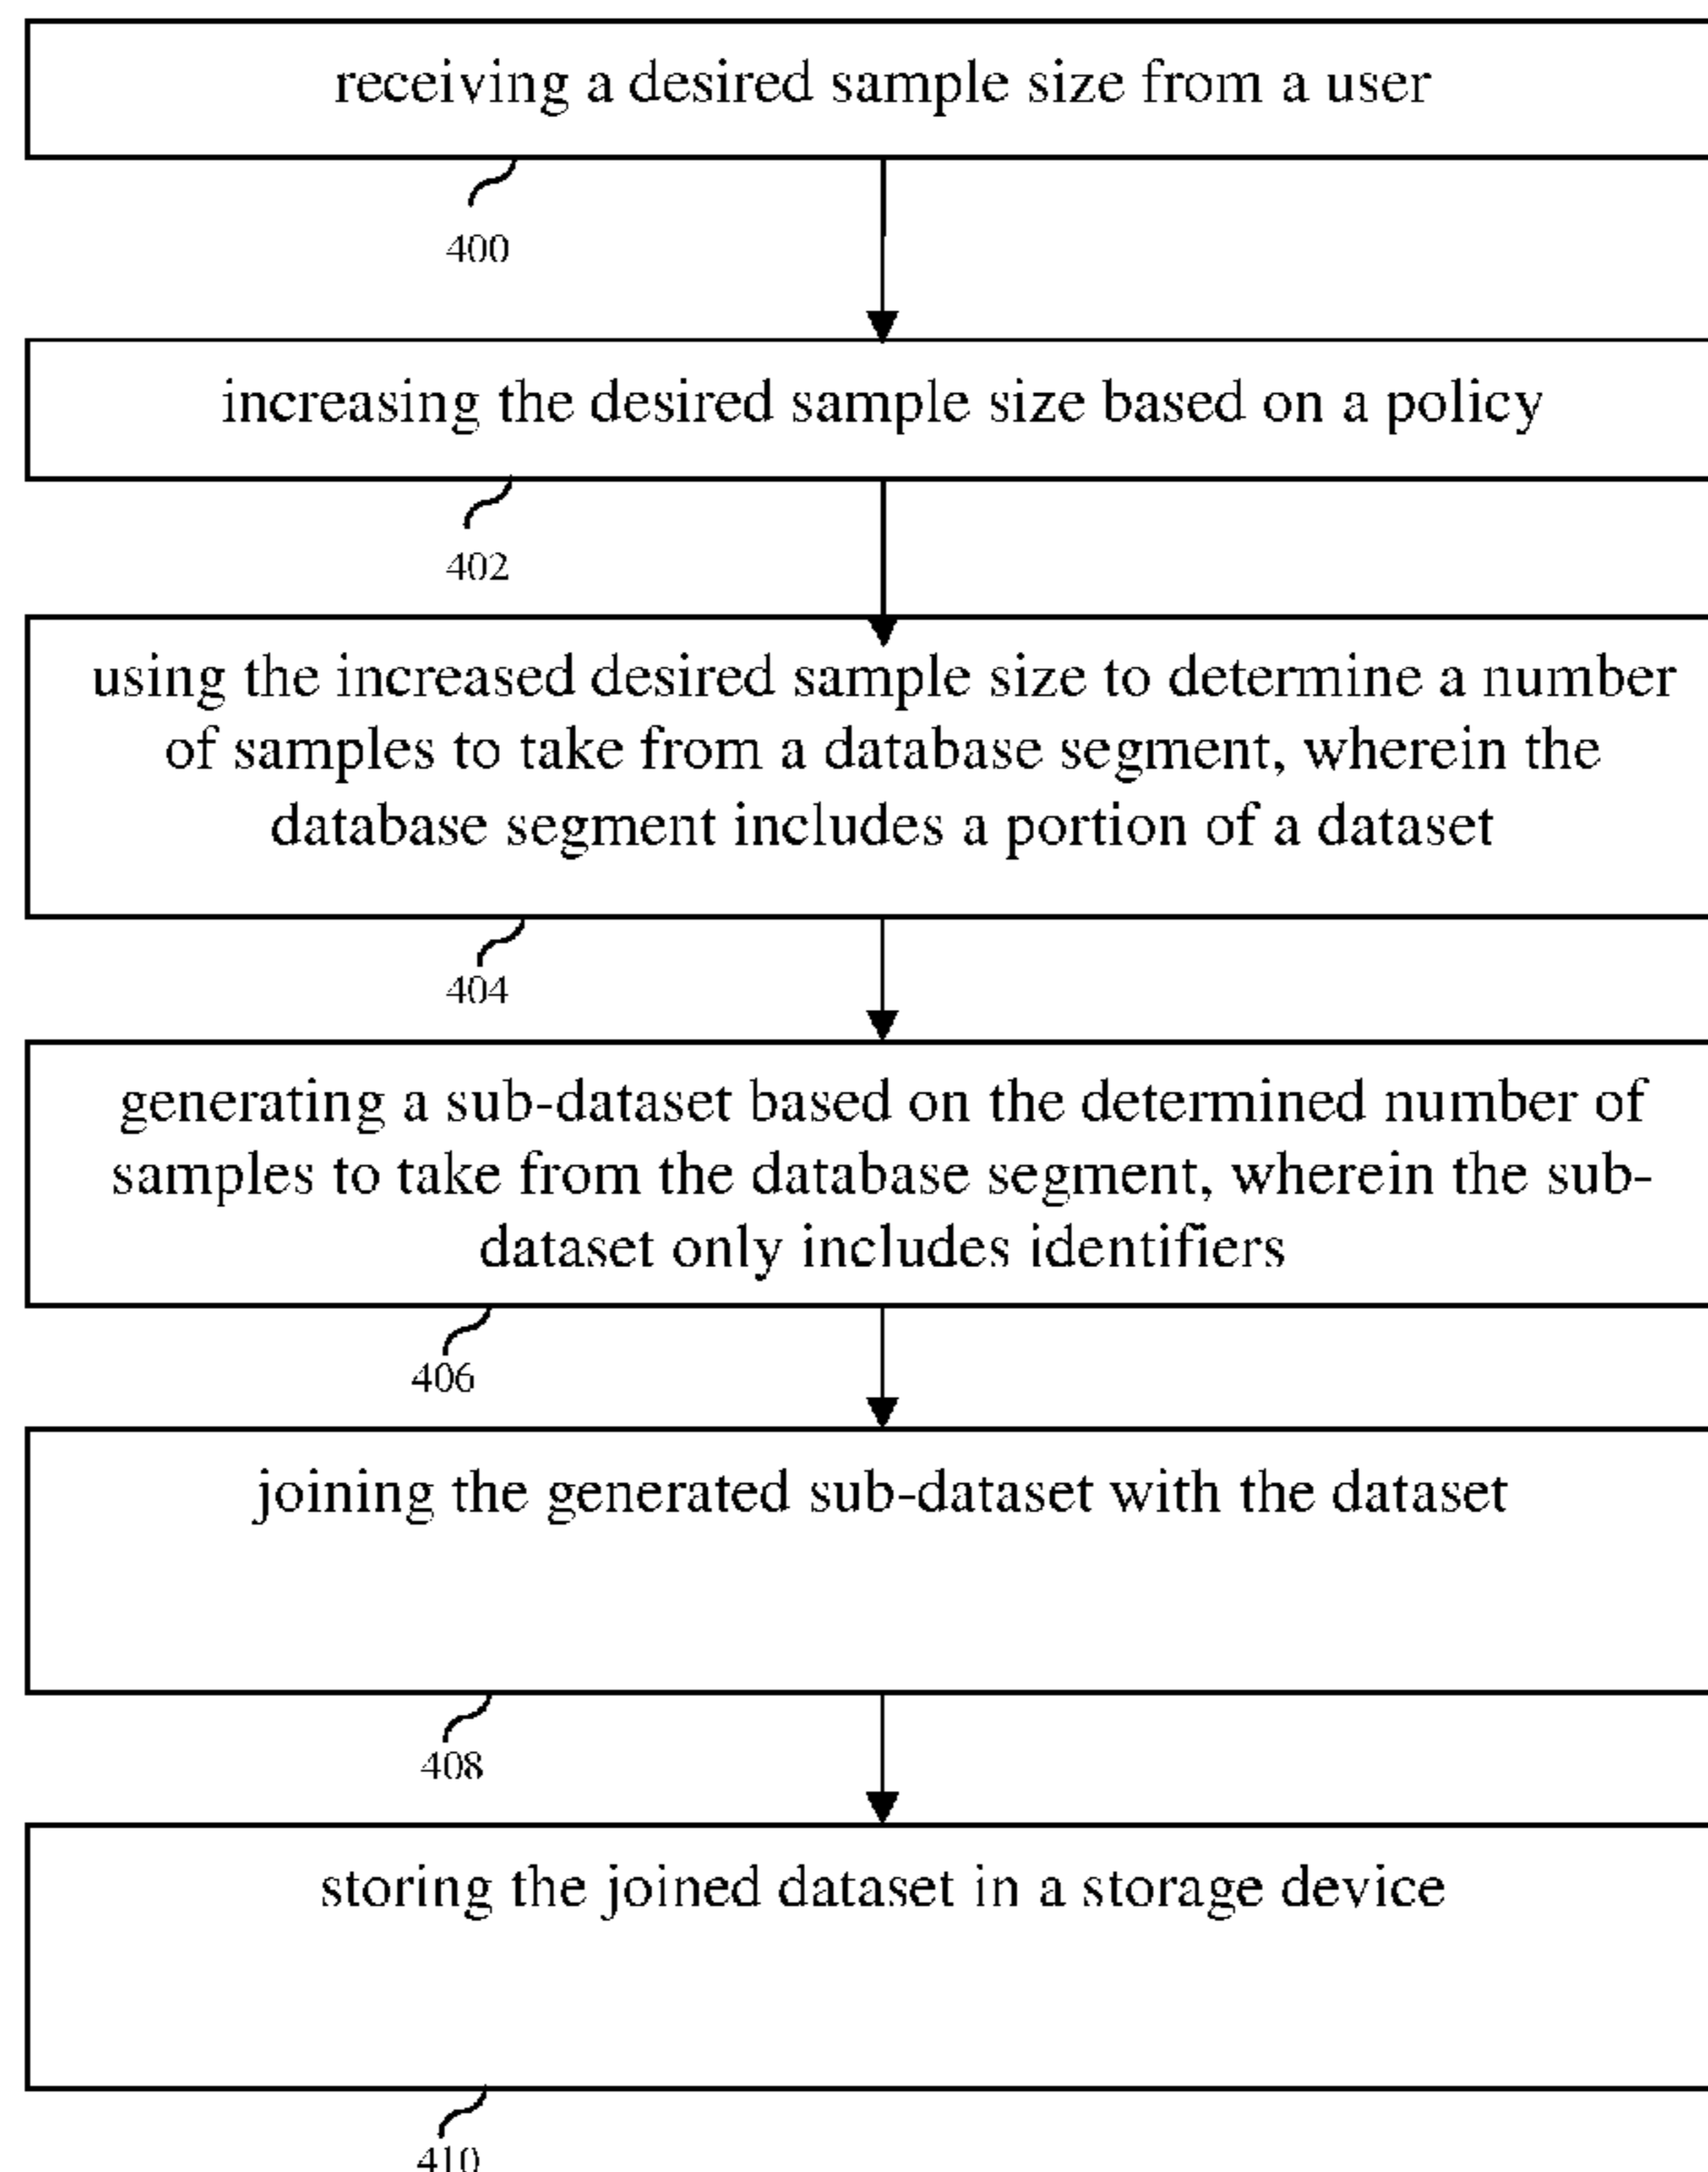 receiving a desired sample size from a user
400
increasing the desired sample size based on a policy
402
using the increased desired sample size to determine a number
of samples to take from a database segment, wherein the
database segment includes a portion of a dataset
404
generating a sub-dataset based on the determined number of
samples to take from the database segment, wherein the sub-
dataset only includes identifiers
406
joining the generated sub-dataset with the dataset
408
storing the joined dataset in a storage device
410